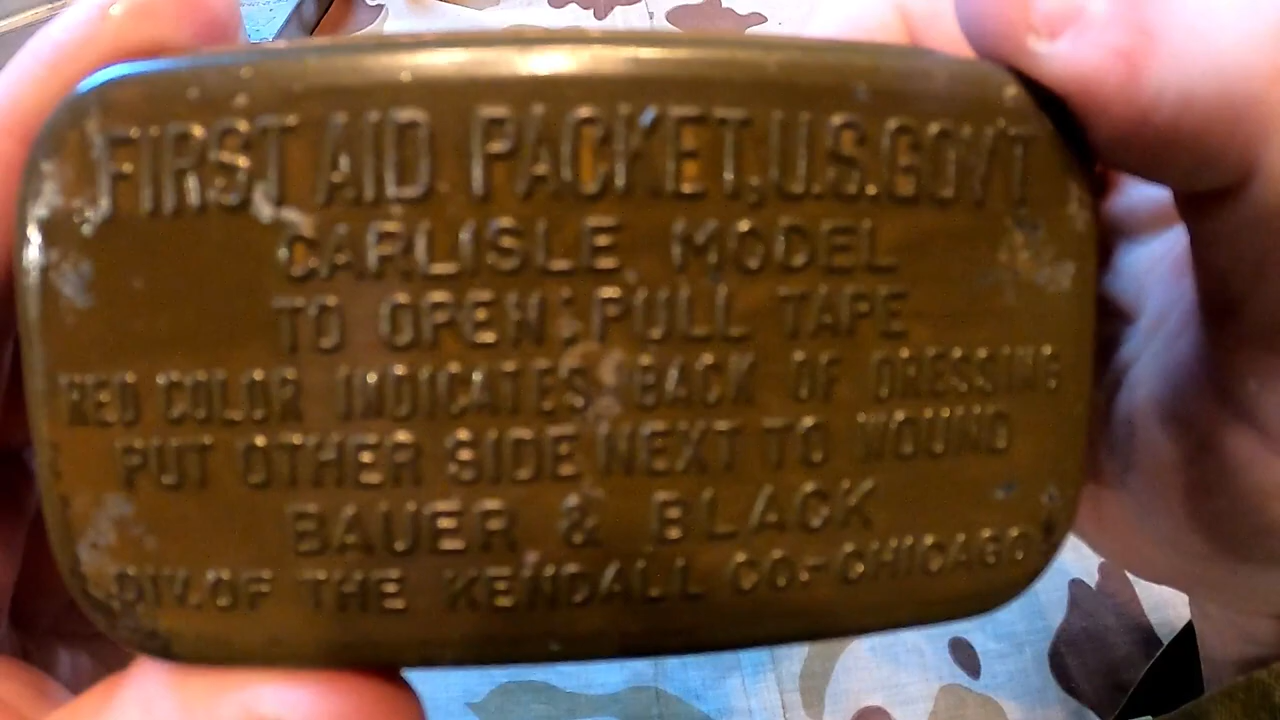 FIRST AID PACKET, U.S. GOV'T
CARLISLE MODEL
TO OPEN: PULL TAPE
RED COLOR INDICATES BACK OF DRESSING
PUT OTHER SIDE NEXT TO WOUND
BAUER & BLACK
DIV. OF THE KENDALL CO-CHICAGO